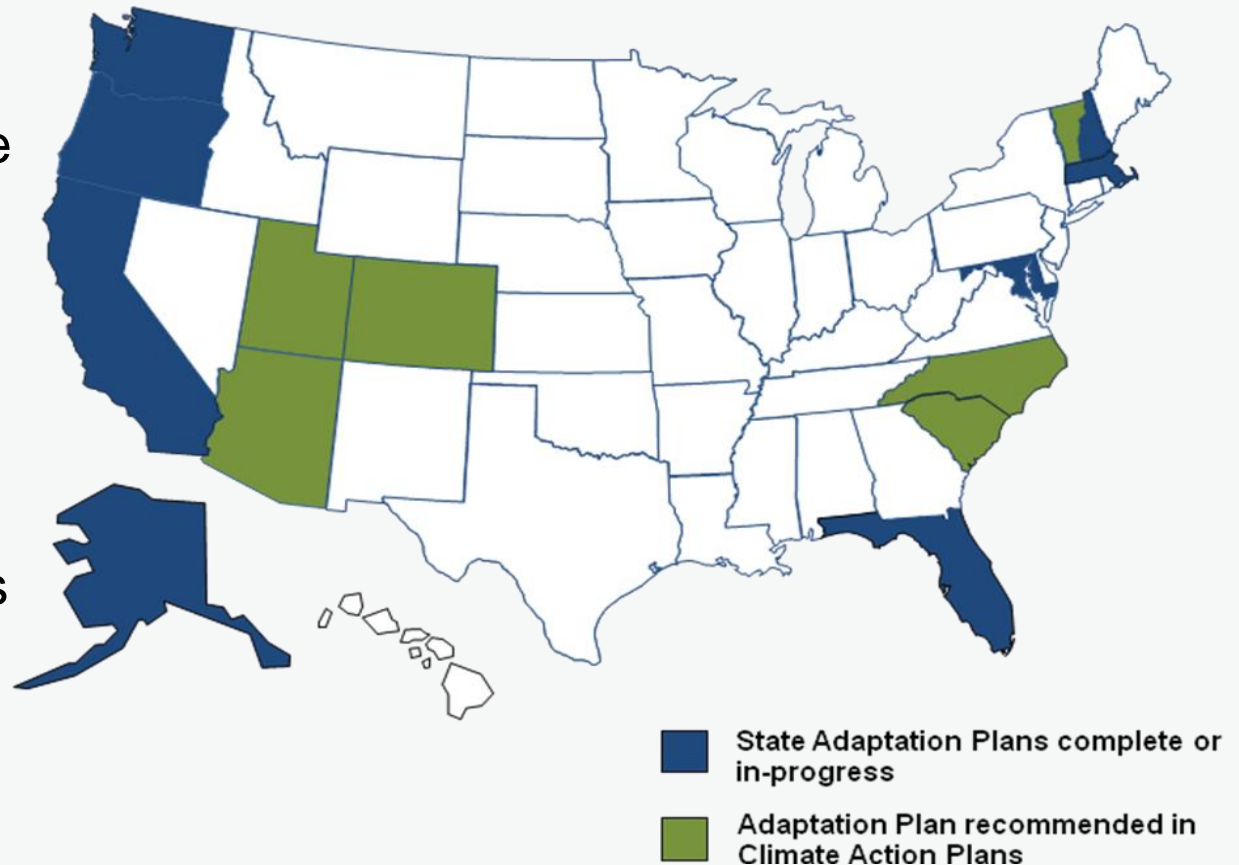 e
s
State Adaptation Plans complete or
in-progress
Adaptation Plan recommended in
Climate Action Plans